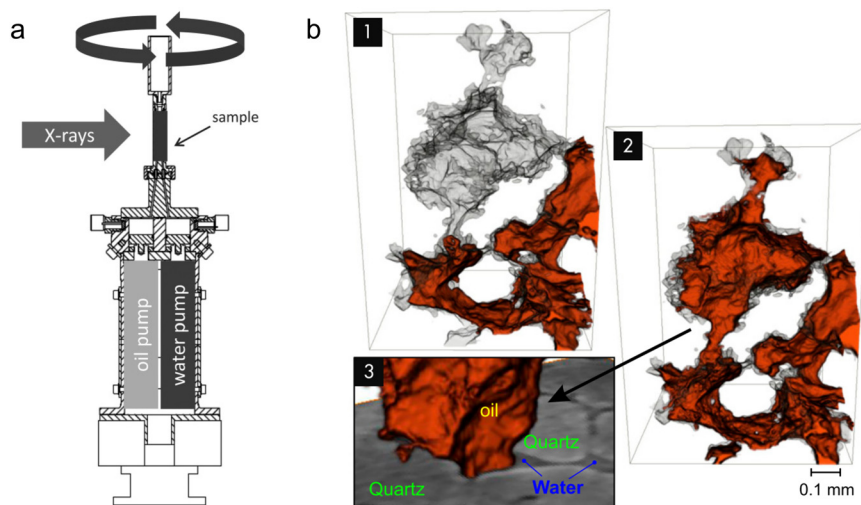 a
X-rays
sample
oil pump
water pump
b
1
2
3
oil
Quartz
Quartz
Water
0.1 mm